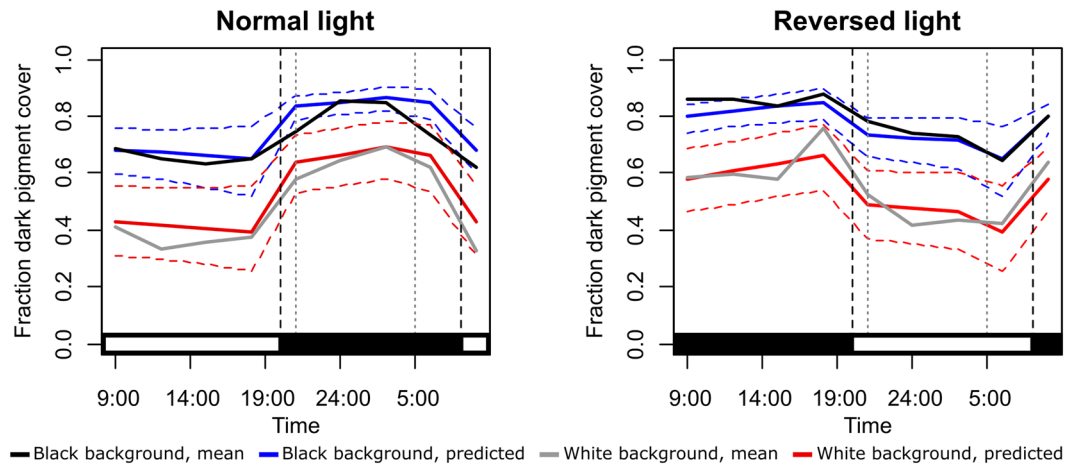 Normal light
Fraction dark pigment cover
0.0 0.2 0.4 0.6 0.8 1.0
9:00 14:00 19:00 24:00 5:00
Time
Reversed light
Fraction dark pigment cover
0.0 0.2 0.4 0.6 0.8 1.0
9:00 14:00 19:00 24:00 5:00
Time
Black background, mean Black background, predicted White background, mean White background, predicted